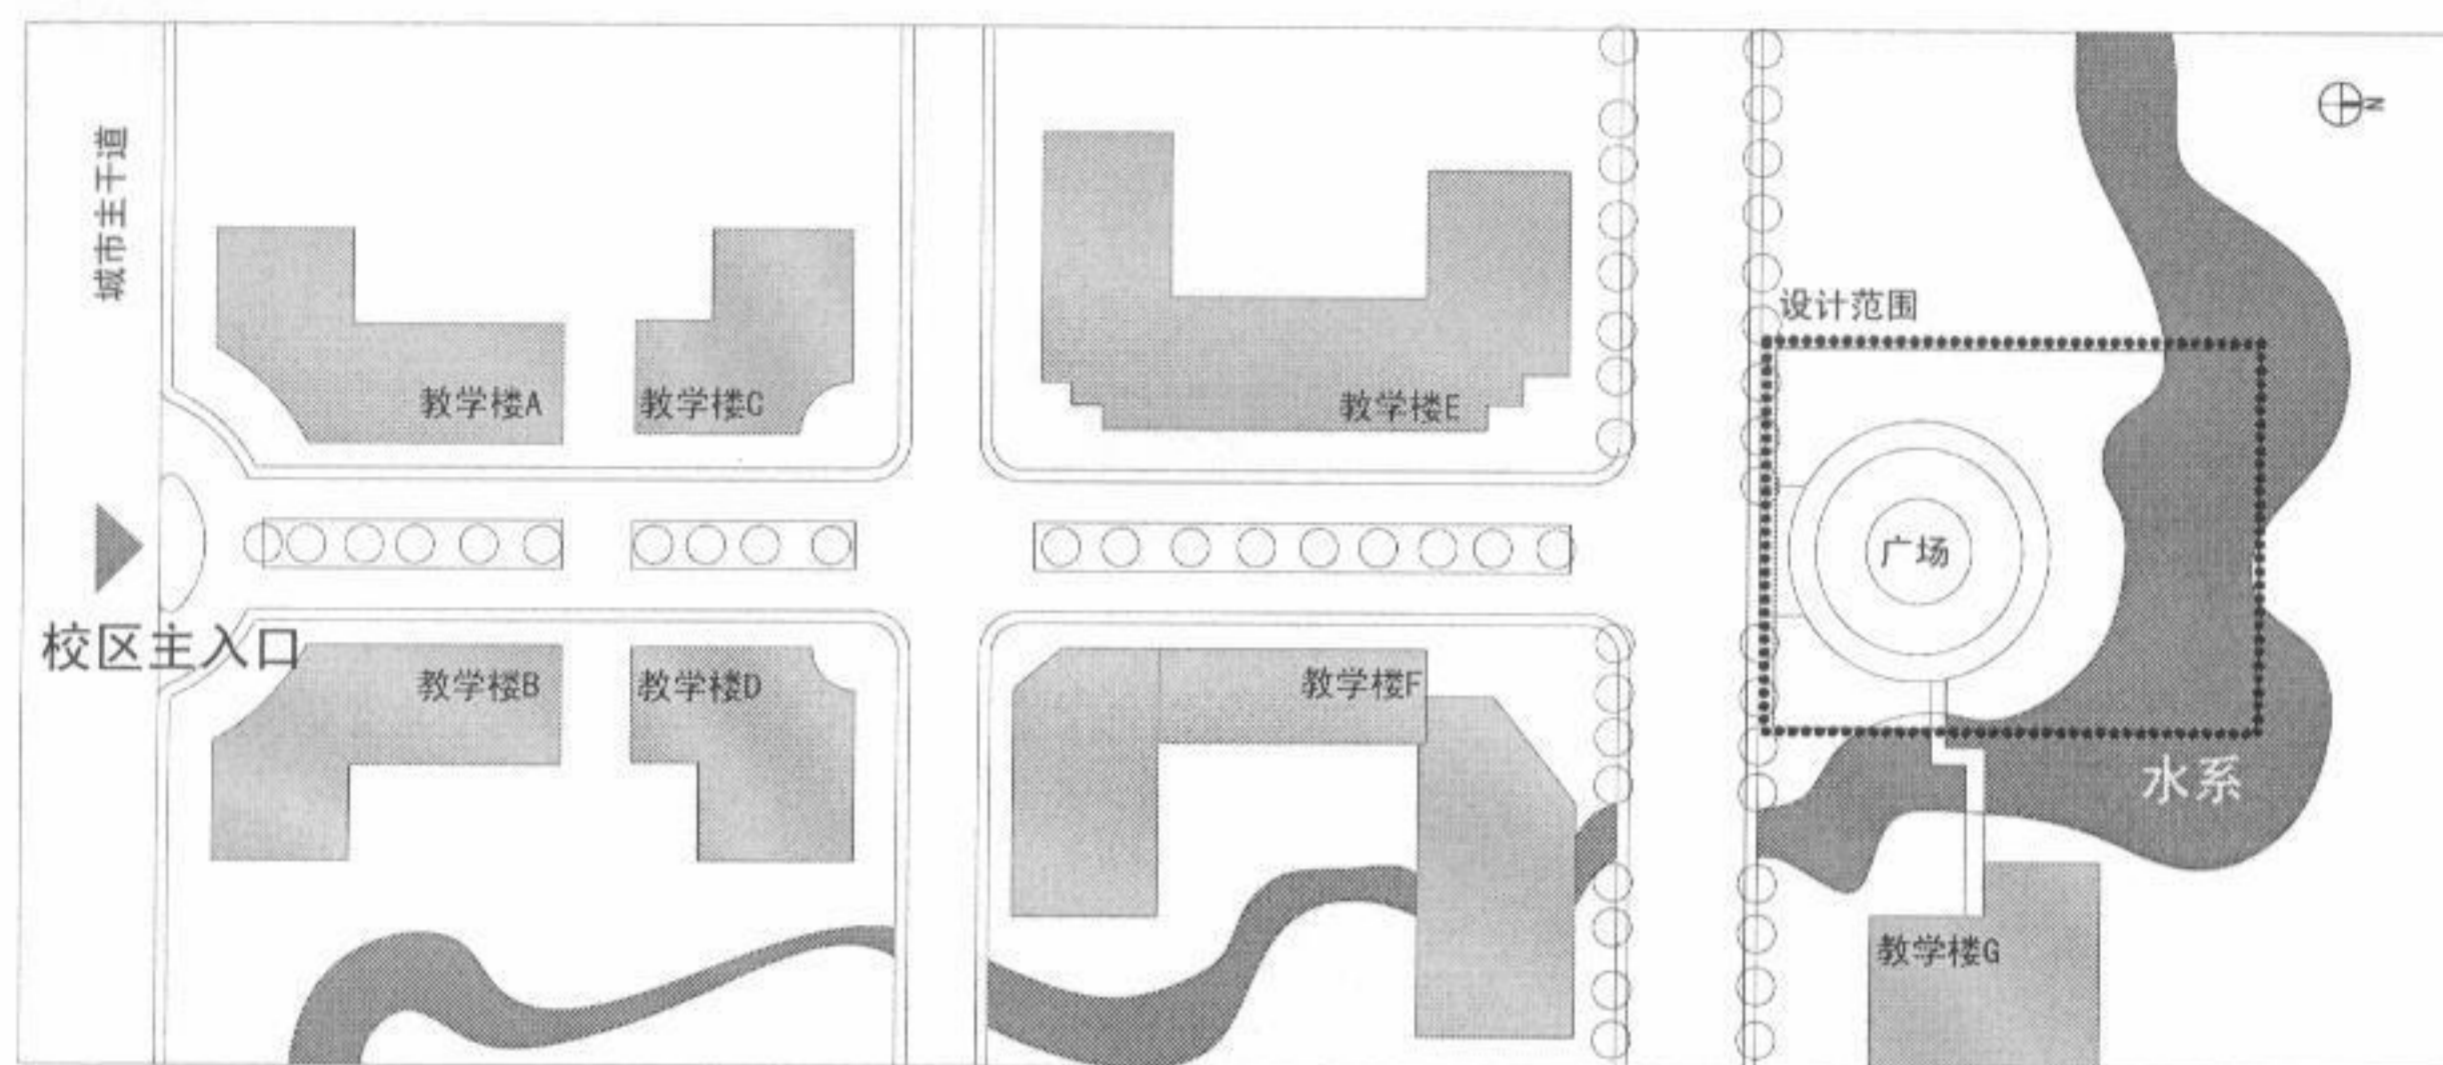 城市主干道
N
设计范围
教学楼A
教学楼C
教学楼E
广场
校区主入口
教学楼B
教学楼D
教学楼F
水系
教学楼G